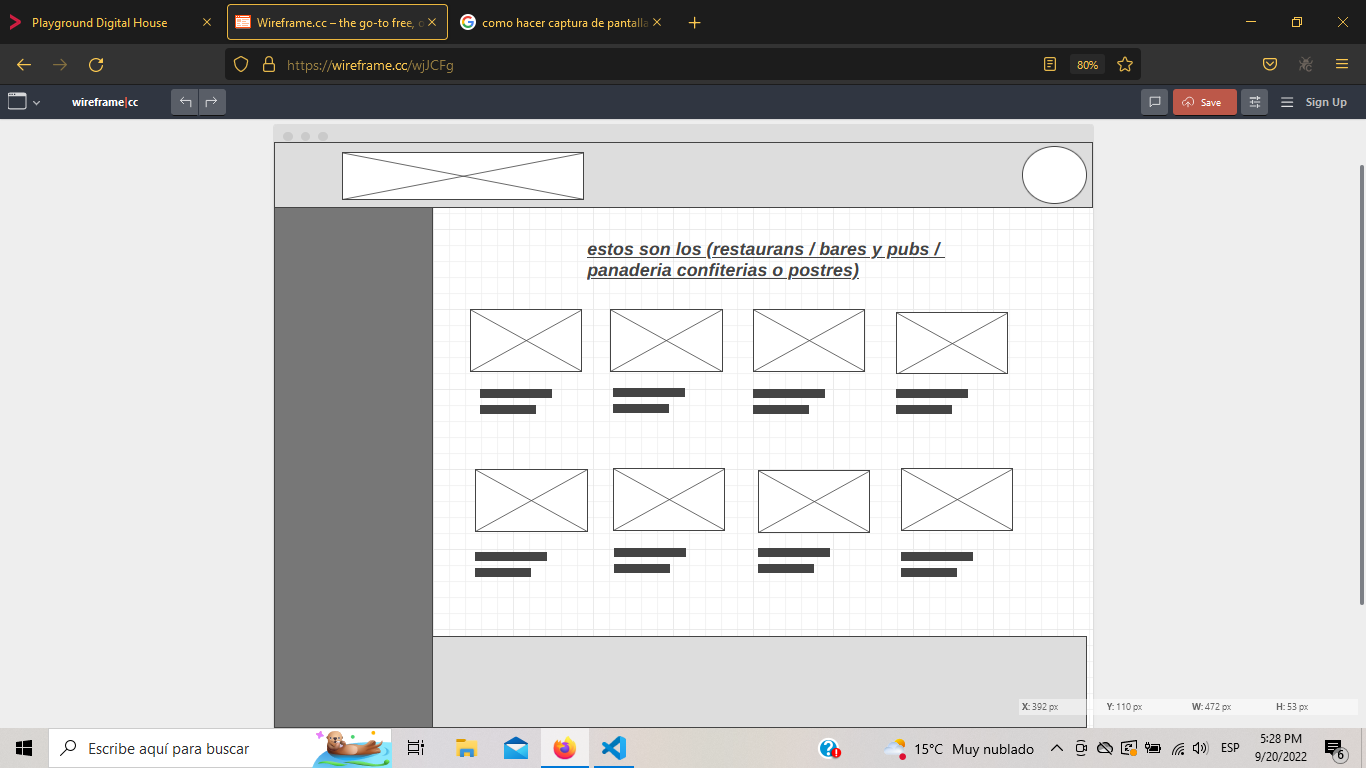 Playground Digital House
Wireframe.cc – the go-to free, o
como hacer captura de pantalla
https://wireframe.cc/wjJCFg
80%
wireframe|cc
Save
Sign Up
estos son los (restaurans / bares y pubs /
panaderia confiterias o postres)
X: 392 px Y: 110 px W: 472 px H: 53 px
Escribe aquí para buscar
15°C Muy nublado
ESP
5:28 PM
9/20/2022
6